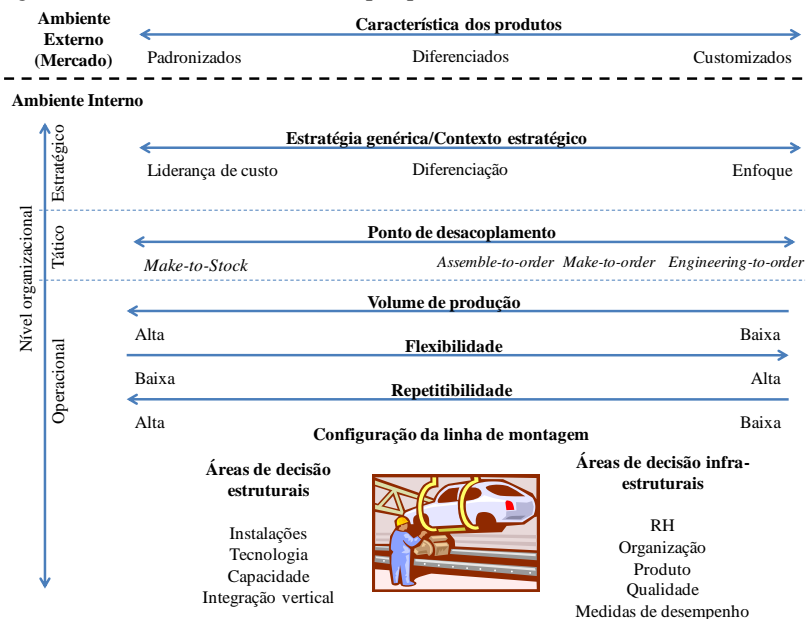 Ambiente
Externo
(Mercado)
Característica dos produtos
Padronizados Diferenciados Customizados
Ambiente Interno
Nível organizacional
Estratégico
Estratégia genérica/Contexto estratégico
Liderança de custo Diferenciação Enfoque
Tático
Ponto de desacoplamento
Make-to-Stock Assemble-to-order Make-to-order Engineering-to-order
Operacional
Volume de produção
Alta Baixa
Flexibilidade
Baixa Alta
Repetitibilidade
Alta Baixa
Configuração da linha de montagem
Áreas de decisão
estruturais
Instalações
Tecnologia
Capacidade
Integração vertical
Áreas de decisão infra-
estruturais
RH
Organização
Produto
Qualidade
Medidas de desempenho